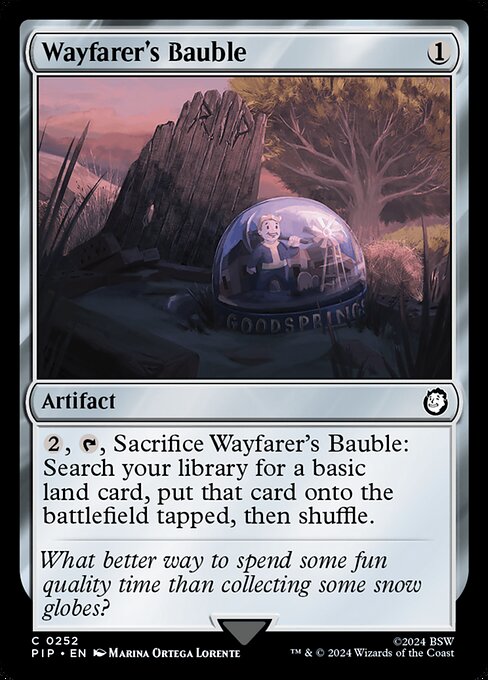 Wayfarer's Bauble 1
RIP
GOODSPRINGS
Artifact
2, T, Sacrifice Wayfarer's Bauble:
Search your library for a basic
land card, put that card onto the
battlefield tapped, then shuffle.
What better way to spend some fun
quality time than collecting some snow
globes?
C 0252
PIP • EN Marina Ortega Lorente
©2024 BSW
™ & © 2024 Wizards of the Coast